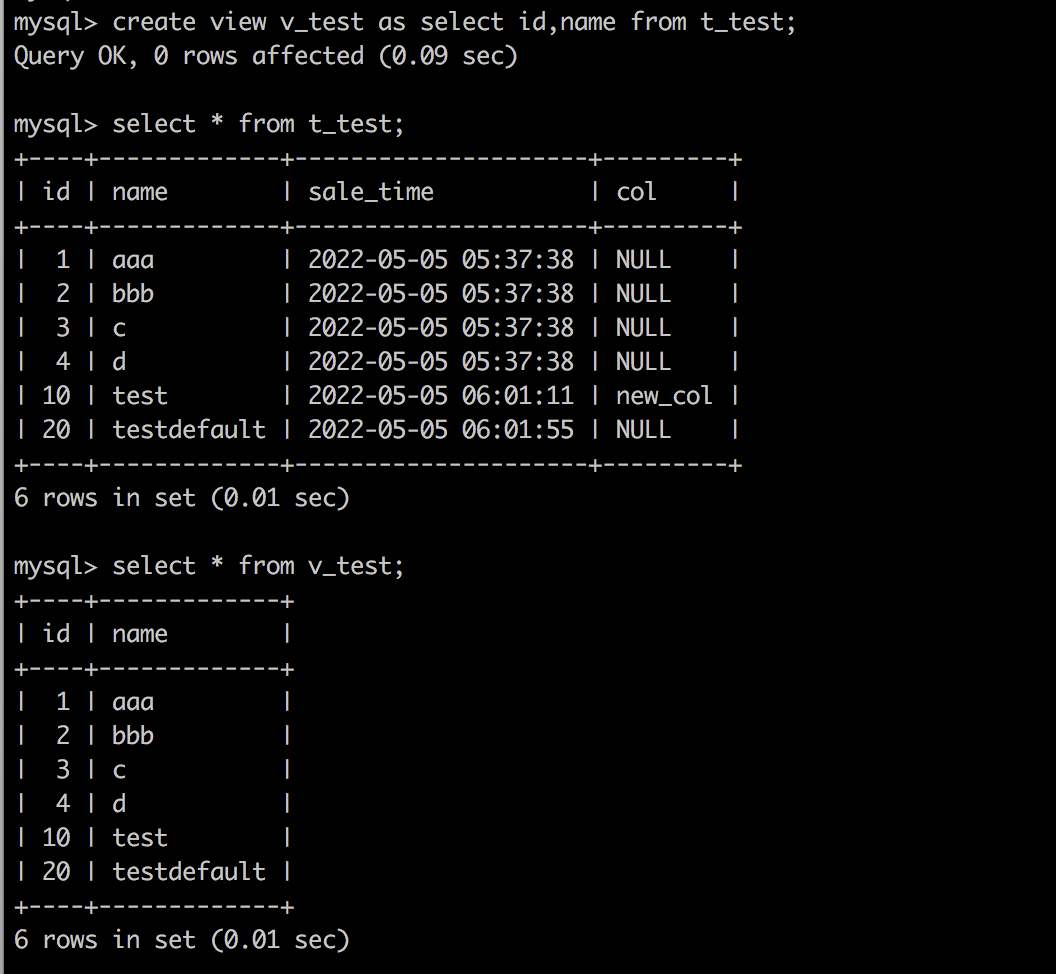 mysql> create view v_test as select id,name from t_test;
Query OK, 0 rows affected (0.09 sec)
mysql> select * from t_test;
+----+-------------+---------------------+---------+
| id | name        | sale_time           | col     |
+----+-------------+---------------------+---------+
|  1 | aaa         | 2022-05-05 05:37:38 | NULL    |
|  2 | bbb         | 2022-05-05 05:37:38 | NULL    |
|  3 | c           | 2022-05-05 05:37:38 | NULL    |
|  4 | d           | 2022-05-05 05:37:38 | NULL    |
| 10 | test        | 2022-05-05 06:01:11 | new_col |
| 20 | testdefault | 2022-05-05 06:01:55 | NULL    |
+----+-------------+---------------------+---------+
6 rows in set (0.01 sec)
mysql> select * from v_test;
+----+-------------+
| id | name        |
+----+-------------+
|  1 | aaa         |
|  2 | bbb         |
|  3 | c           |
|  4 | d           |
| 10 | test        |
| 20 | testdefault |
+----+-------------+
6 rows in set (0.01 sec)